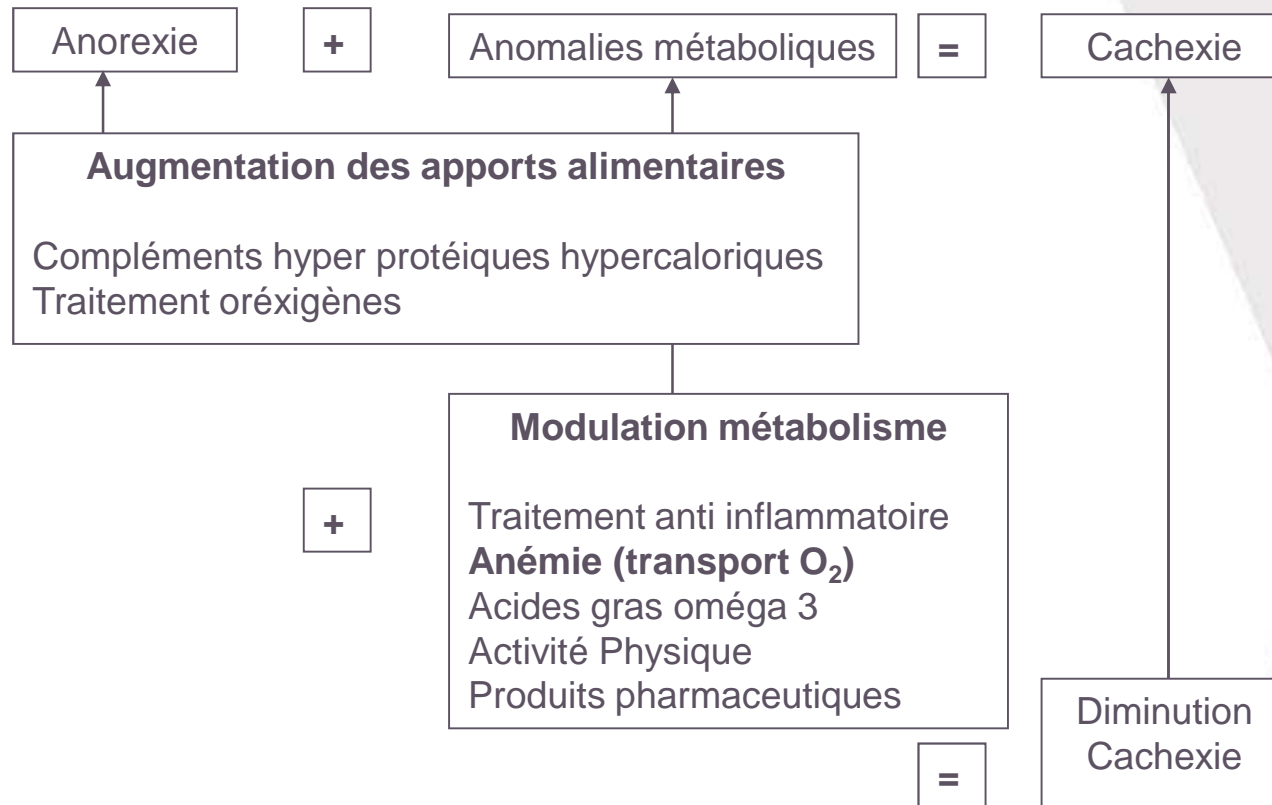 Anorexie
+
Anomalies métaboliques
=
Cachexie
Augmentation des apports alimentaires
Compléments hyper protéiques hypercaloriques
Traitement oréxigènes
+
Modulation métabolisme
Traitement anti inflammatoire
Anémie (transport O₂)
Acides gras oméga 3
Activité Physique
Produits pharmaceutiques
=
Diminution
Cachexie